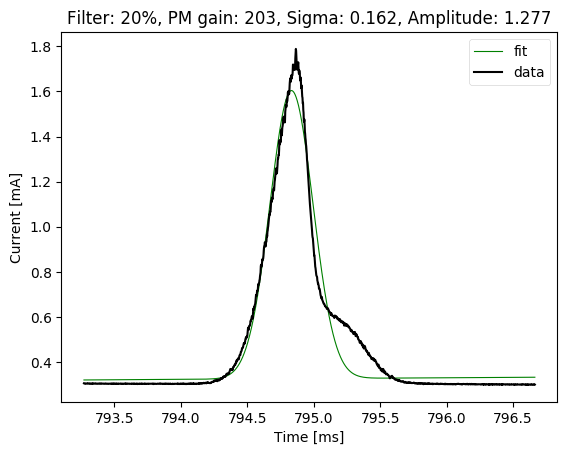 Filter: 20%, PM gain: 203, Sigma: 0.162, Amplitude: 1.277
fit
data
1.8
1.6
1.4
1.2
1.0
0.8
0.6
0.4
Current [mA]
793.5 794.0 794.5 795.0 795.5 796.0 796.5
Time [ms]